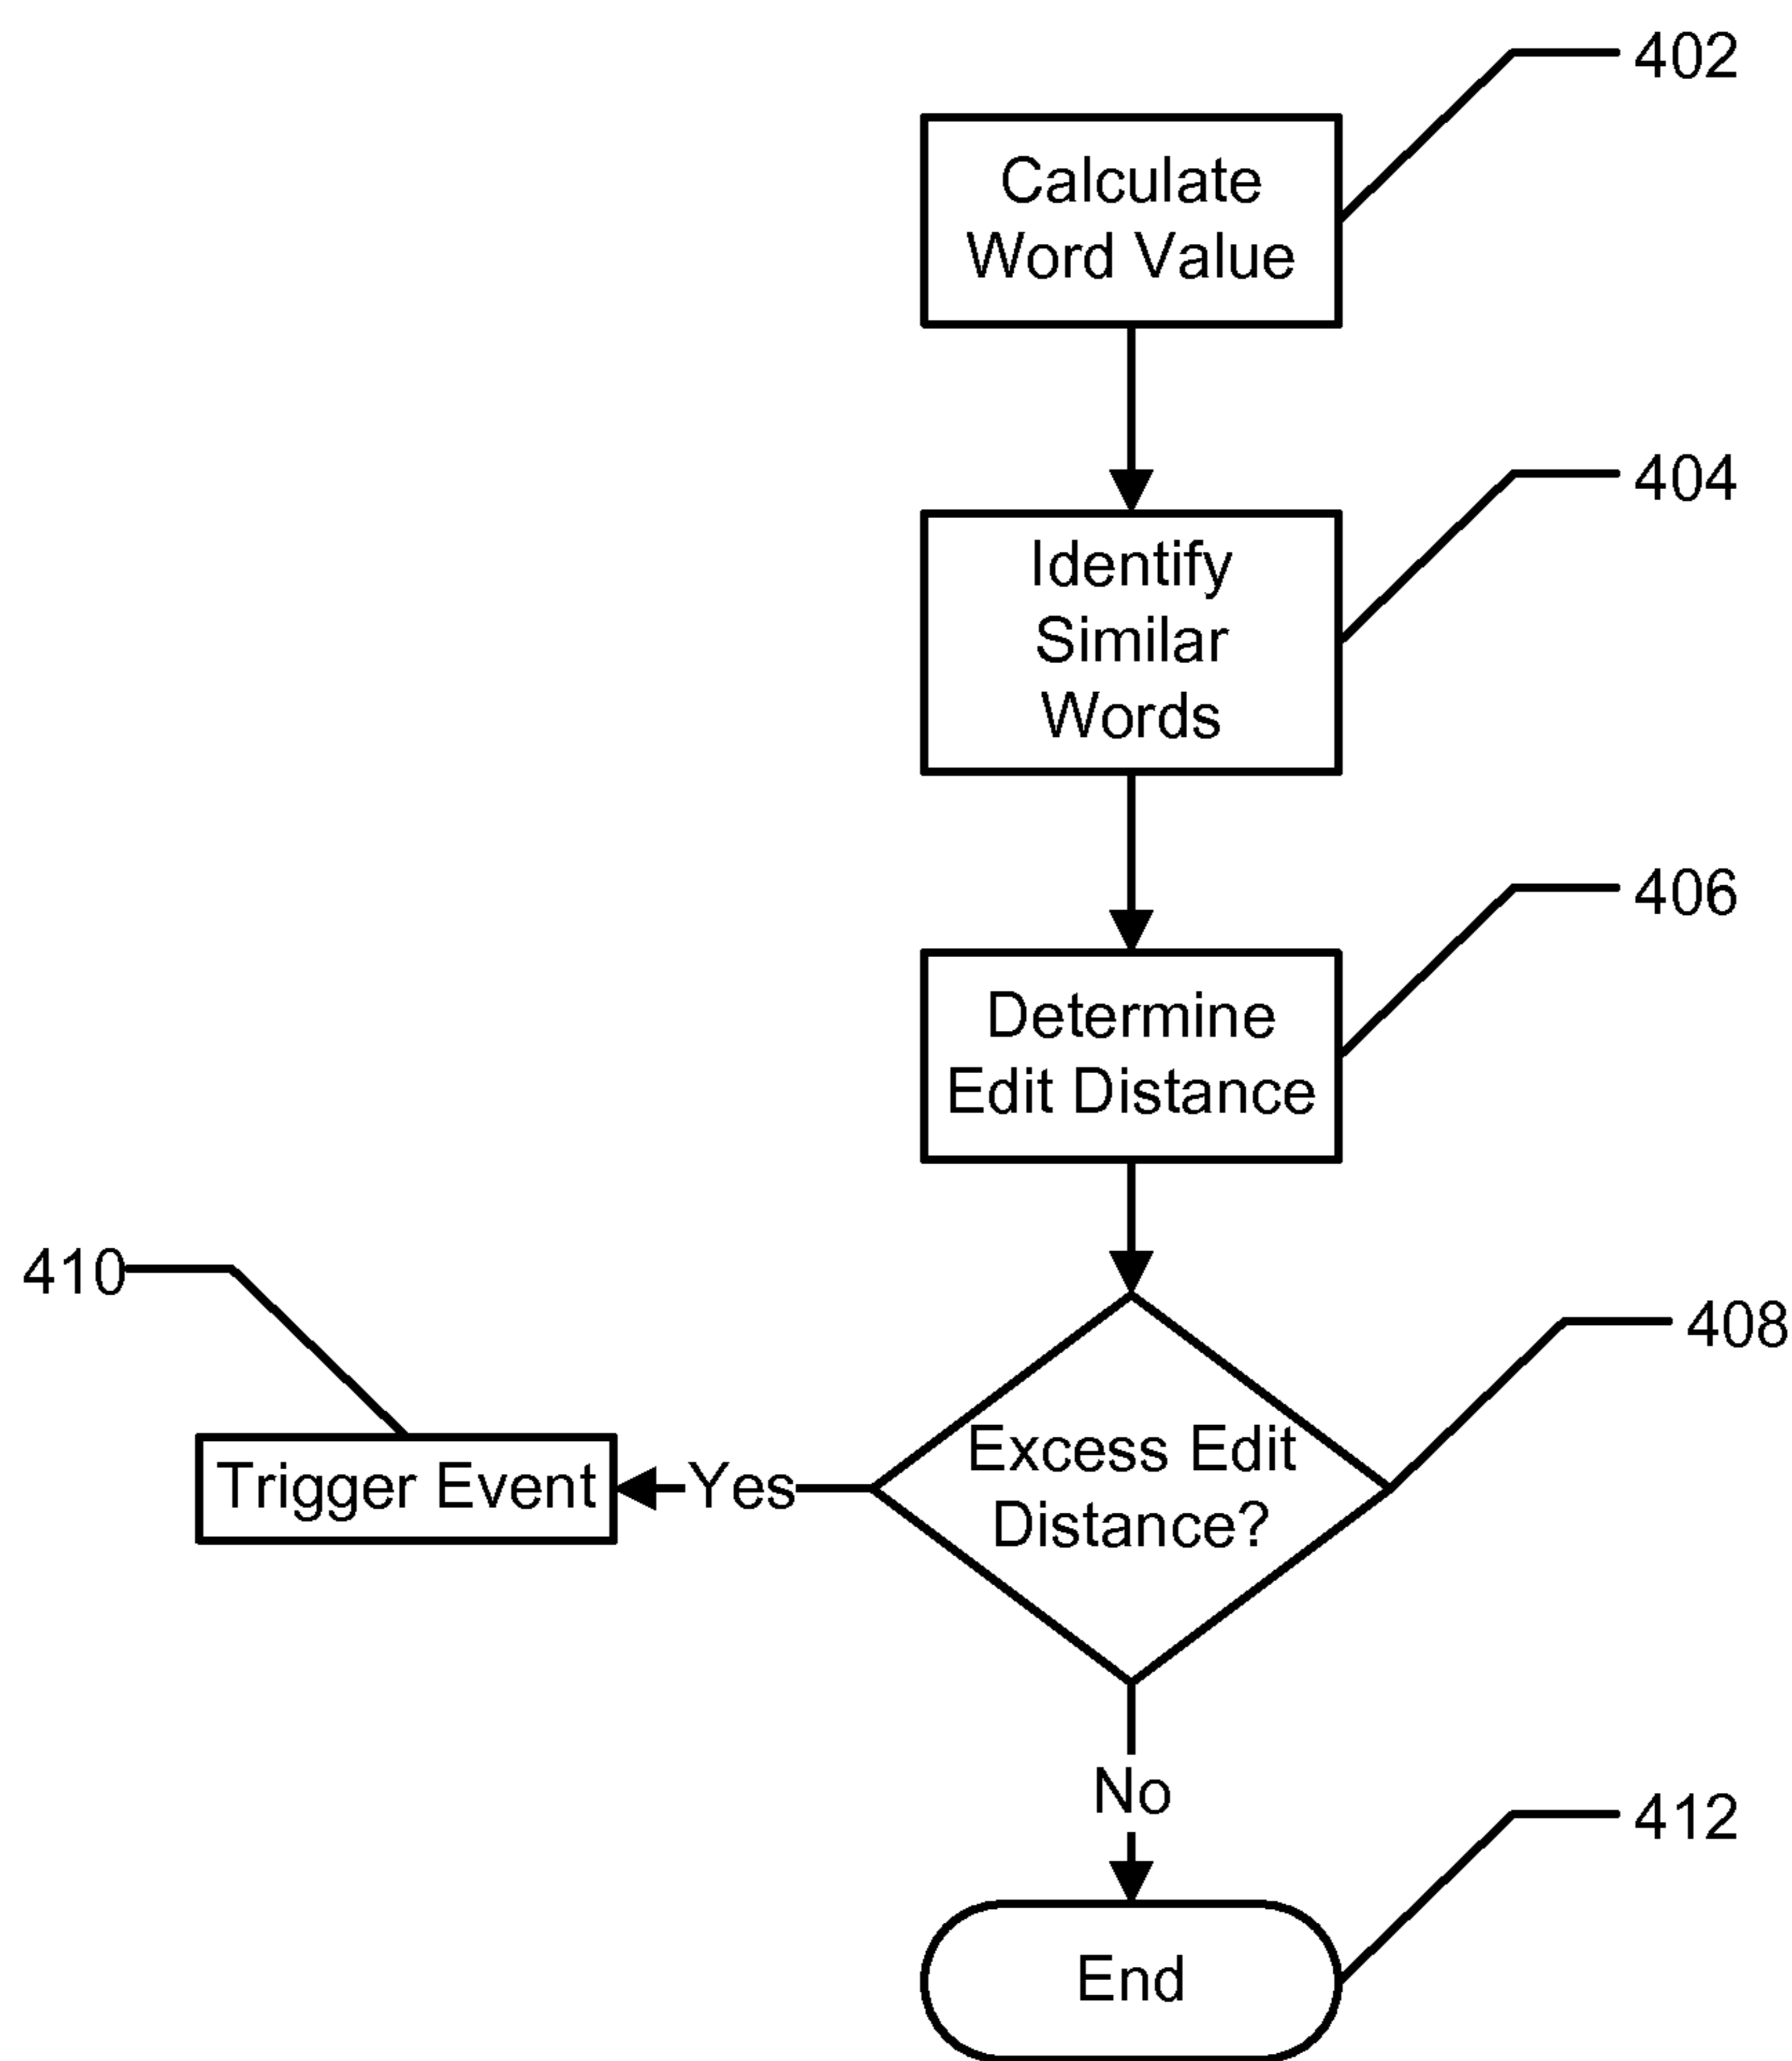 402
Calculate
Word Value
404
Identify
Similar
Words
406
Determine
Edit Distance
410
408
Excess Edit
Distance?
Trigger Event
Yes
No
412
End